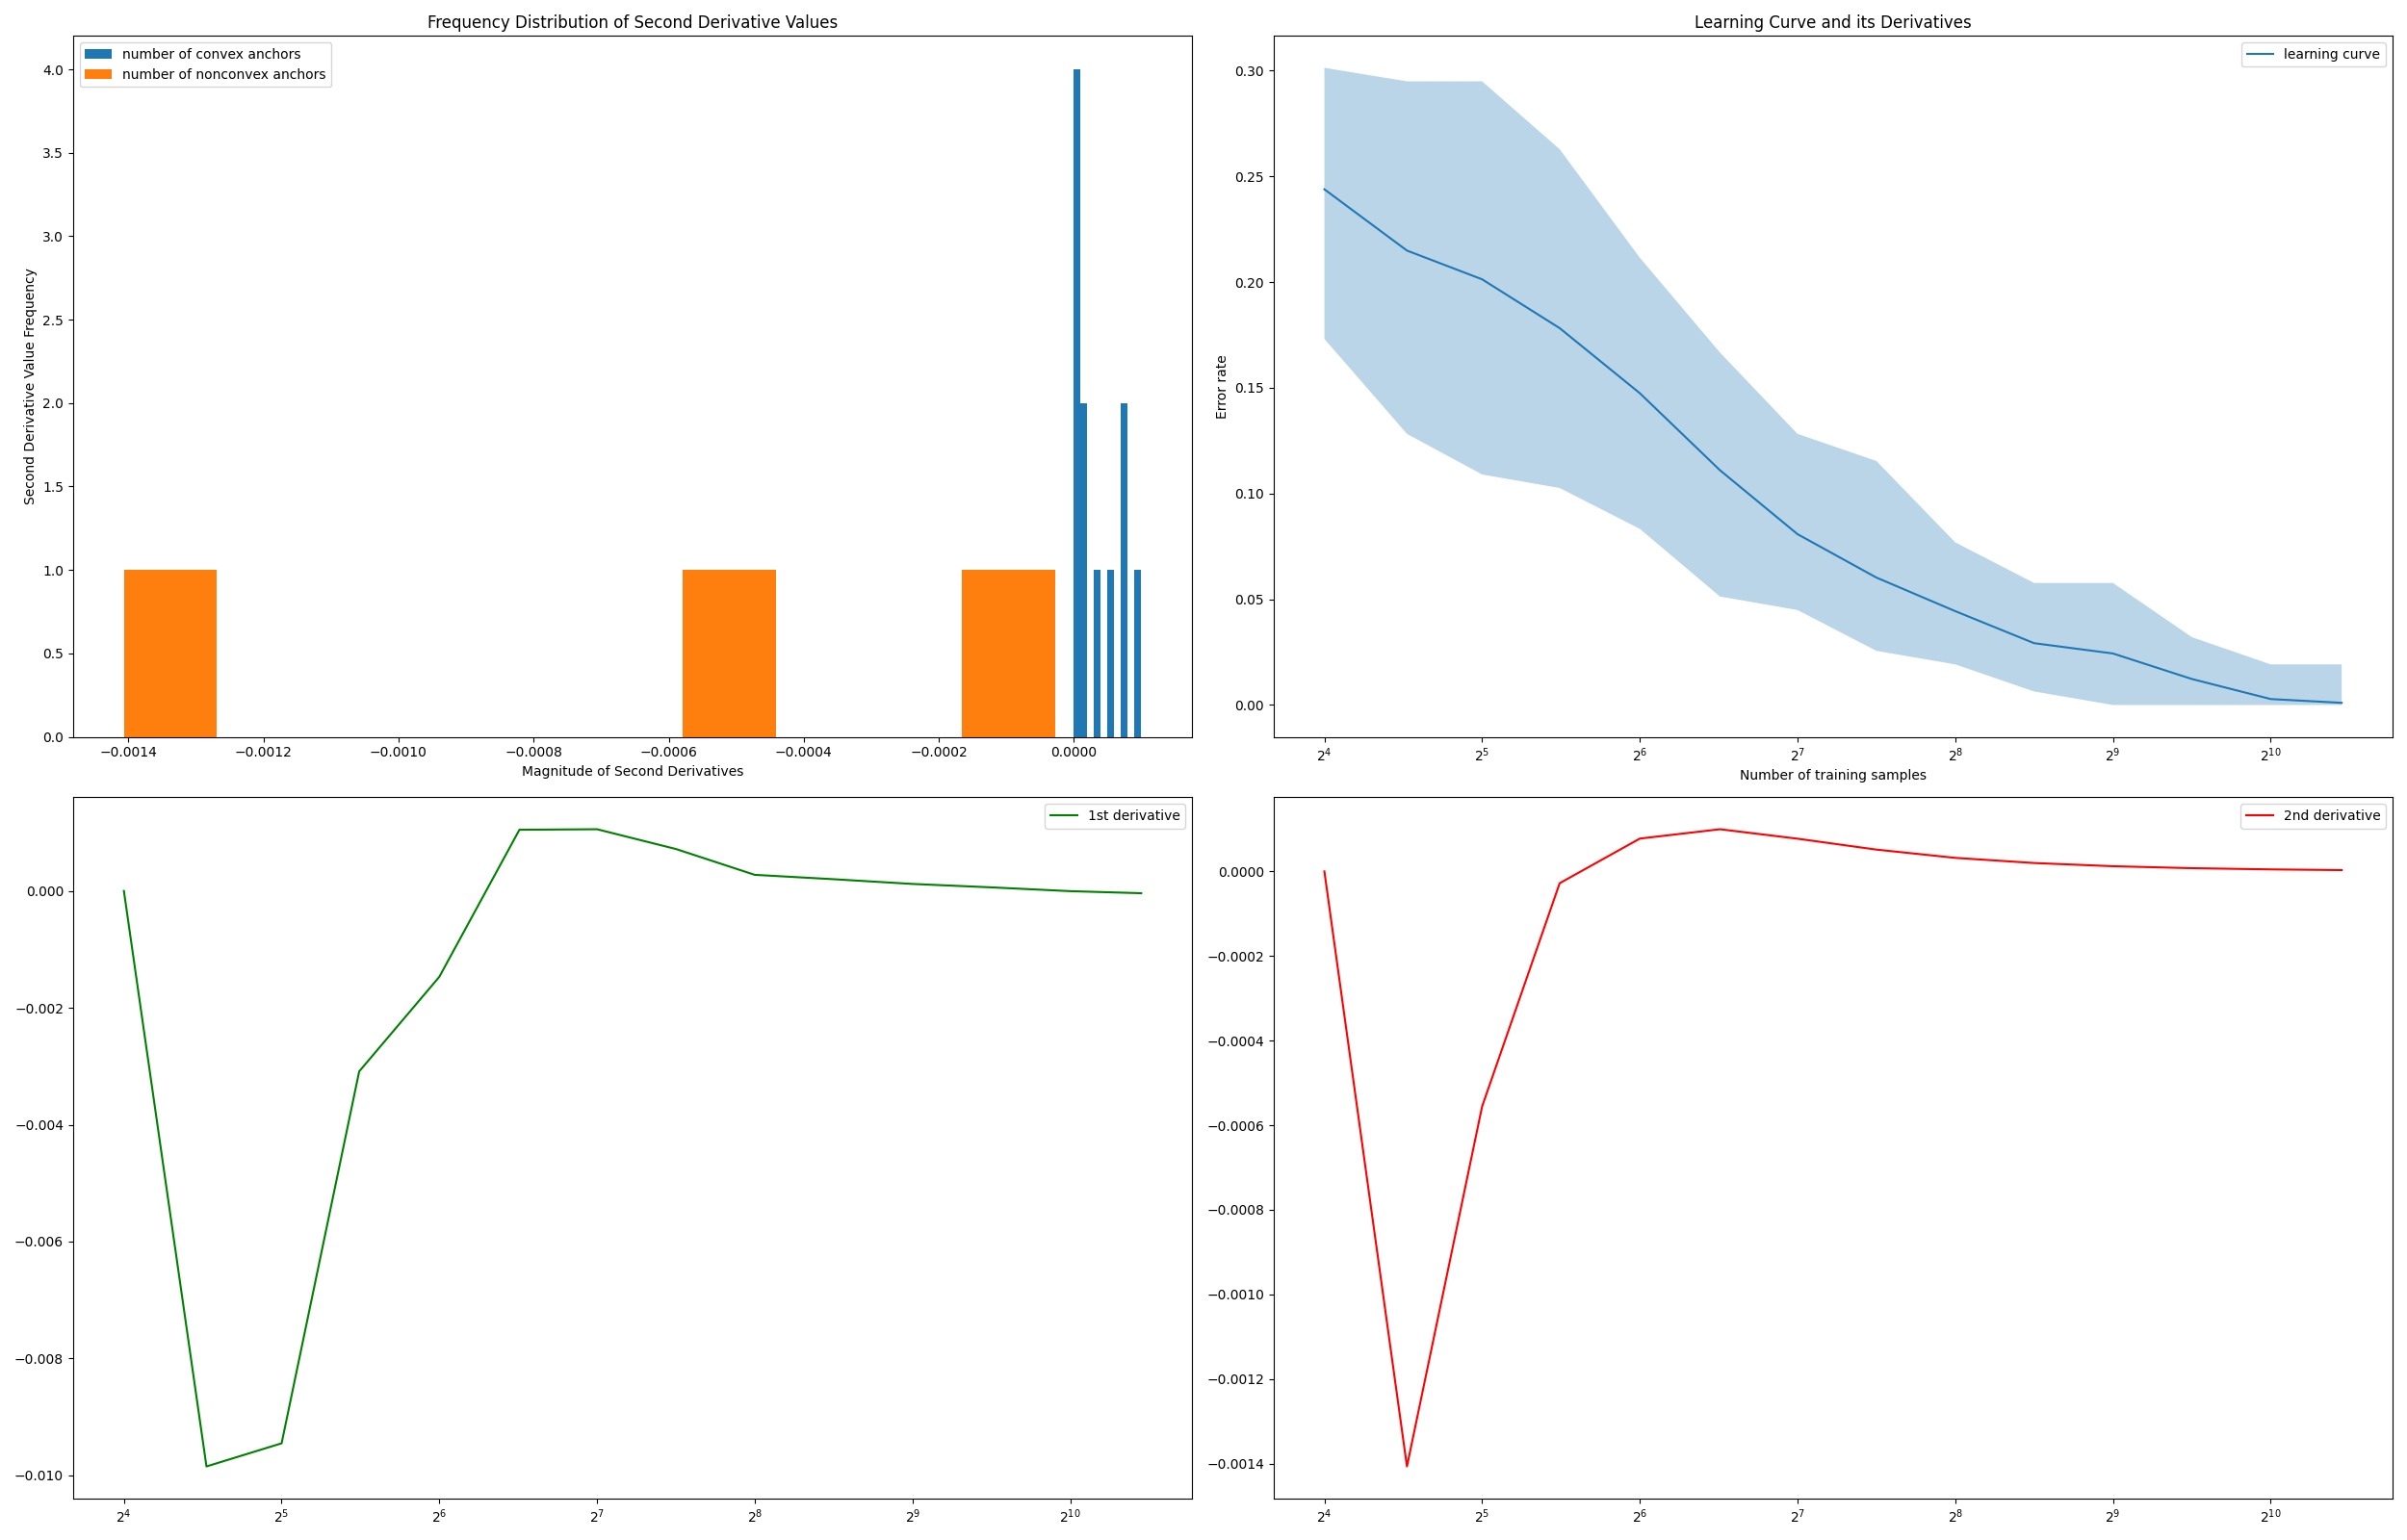 Frequency Distribution of Second Derivative Values
number of convex anchors
number of nonconvex anchors
Second Derivative Value Frequency
4.0
3.5
3.0
2.5
2.0
1.5
1.0
0.5
0.0
−0.0014 −0.0012 −0.0010 −0.0008 −0.0006 −0.0004 −0.0002 0.0000
Magnitude of Second Derivatives
Learning Curve and its Derivatives
learning curve
Error rate
0.30
0.25
0.20
0.15
0.10
0.05
0.00
2⁴ 2⁵ 2⁶ 2⁷ 2⁸ 2⁹ 2¹⁰
Number of training samples
1st derivative
0.000
−0.002
−0.004
−0.006
−0.008
−0.010
2⁴ 2⁵ 2⁶ 2⁷ 2⁸ 2⁹ 2¹⁰
2nd derivative
0.0000
−0.0002
−0.0004
−0.0006
−0.0008
−0.0010
−0.0012
−0.0014
2⁴ 2⁵ 2⁶ 2⁷ 2⁸ 2⁹ 2¹⁰